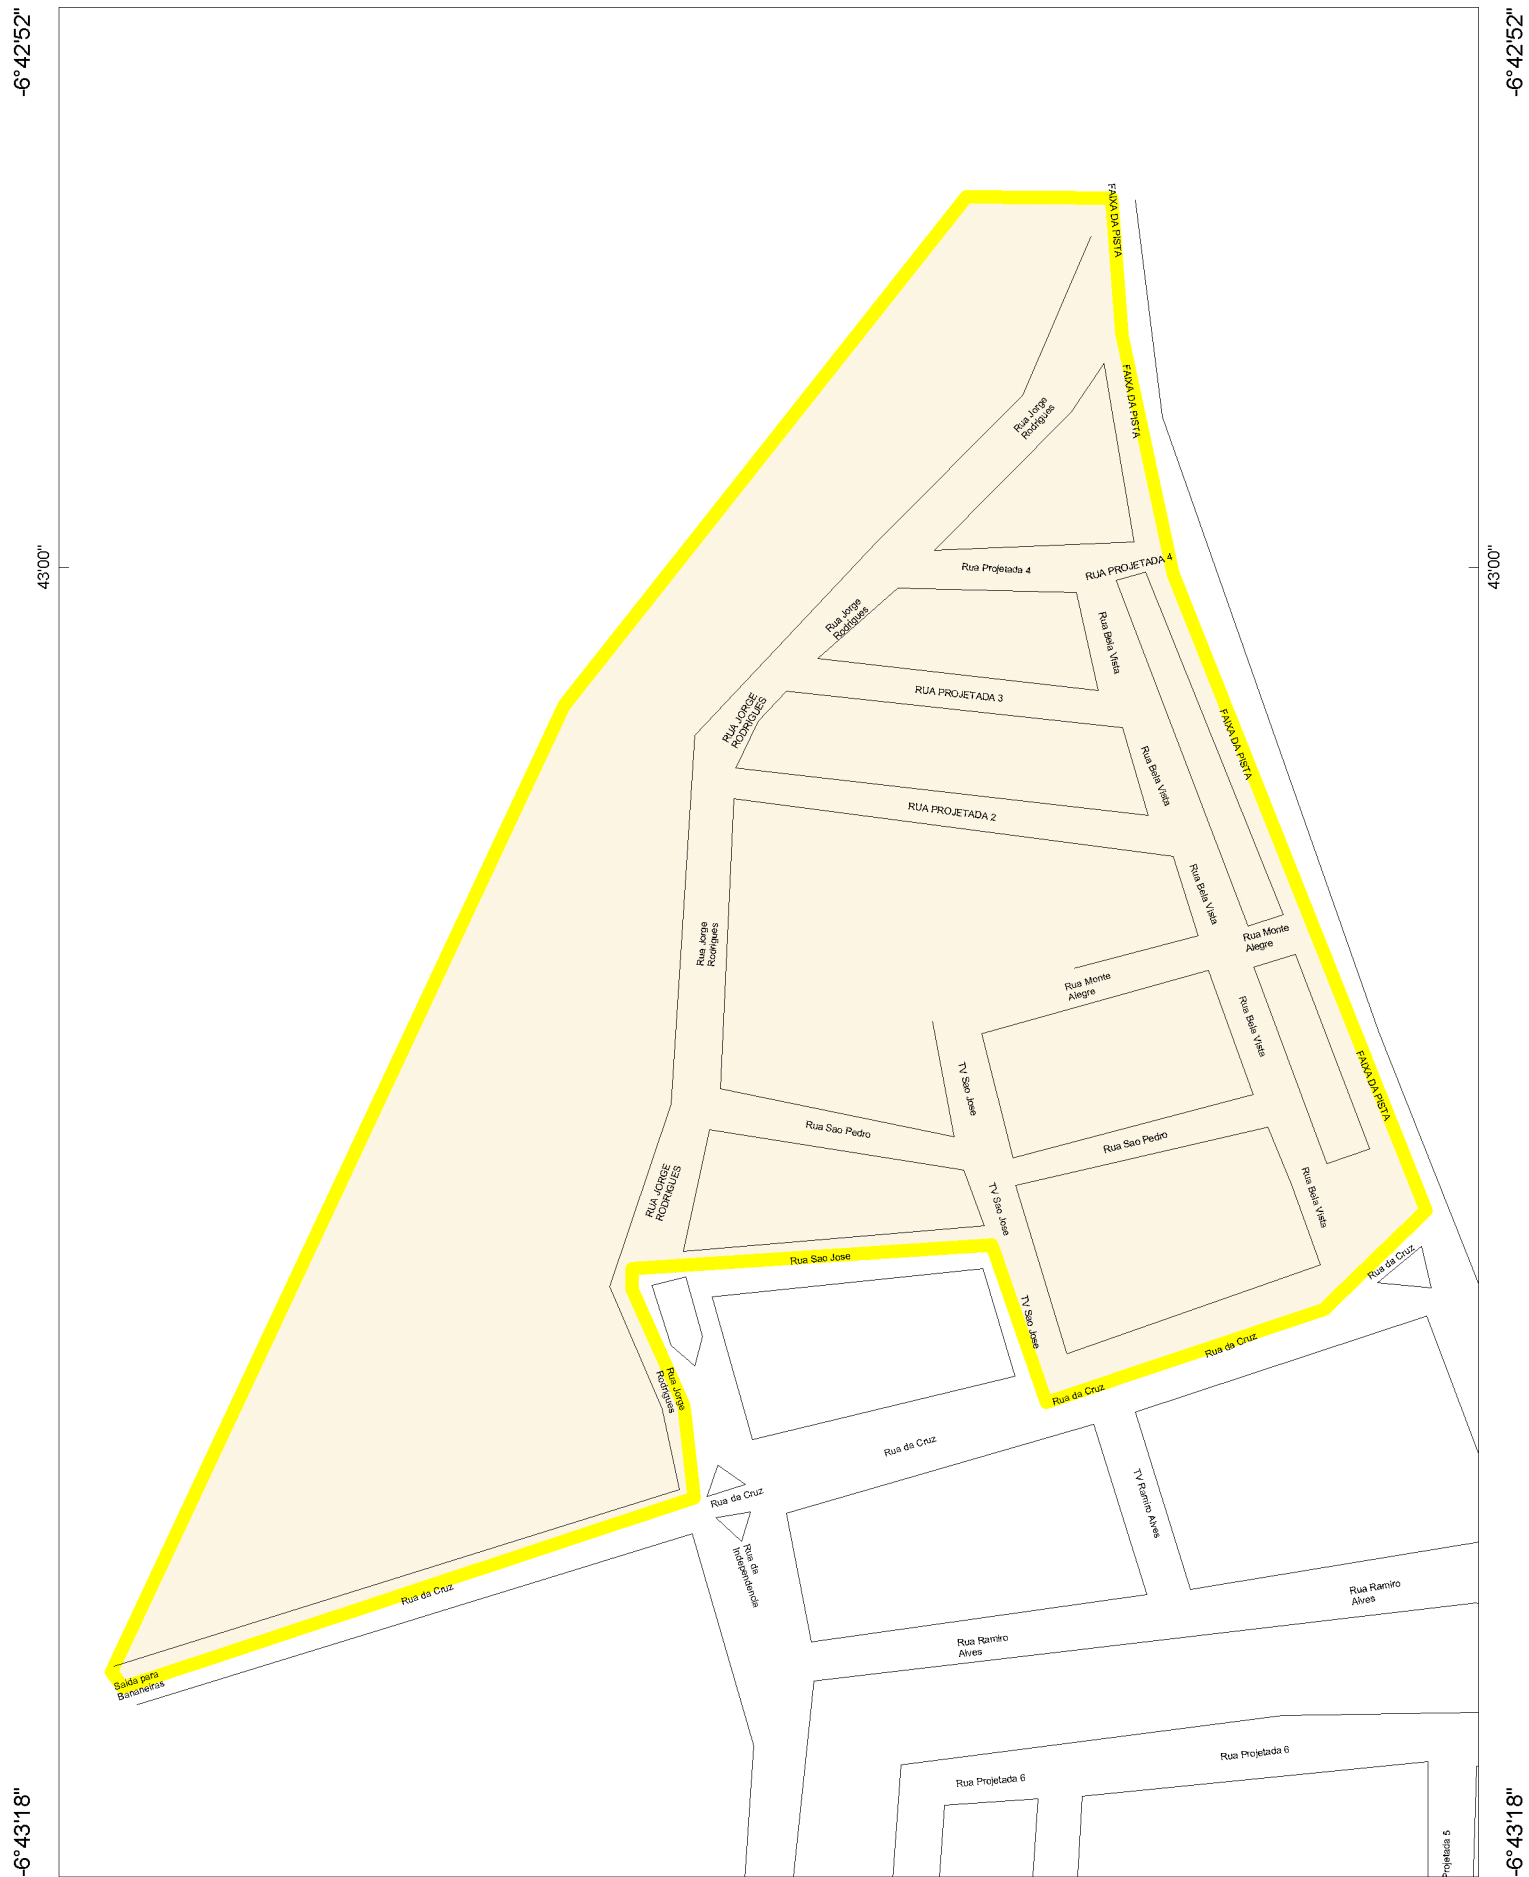 -6°42'52"
-6°42'52"
FAIXA DA PISTA
FAIXA DA PISTA
Rua Jorge
Rodrigues
43'00"
43'00"
Rua Projetada 4
RUA PROJETADA 4
Rua Jorge
Rodrigues
Rua Bela Vista
RUA PROJETADA 3
RUA JORGE
RODRIGUES
FAIXA DA PISTA
Rua Bela Vista
RUA PROJETADA 2
Rua Bela Vista
Rua Jorge
Rodrigues
Rua Monte
Alegre
Rua Monte
Alegre
Rua Bela Vista
TV Sao Jose
FAIXA DA PISTA
Rua Sao Pedro
Rua Sao Pedro
RUA JORGE
RODRIGUES
TV Sao Jose
Rua Bela Vista
Rua Sao Jose
Rua da Cruz
TV Sao Jose
Rua da Cruz
Rua Jorge
Rodrigues
Rua da Cruz
Rua da Cruz
Rua da Cruz
TV Ramiro Alves
Rua da
Independencia
Rua da Cruz
Rua Ramiro
Alves
Rua Ramiro
Alves
Saida para
Bananeiras
Rua Projetada 6
Rua Projetada 6
Projetada 5
-6°43'18"
-6°43'18"